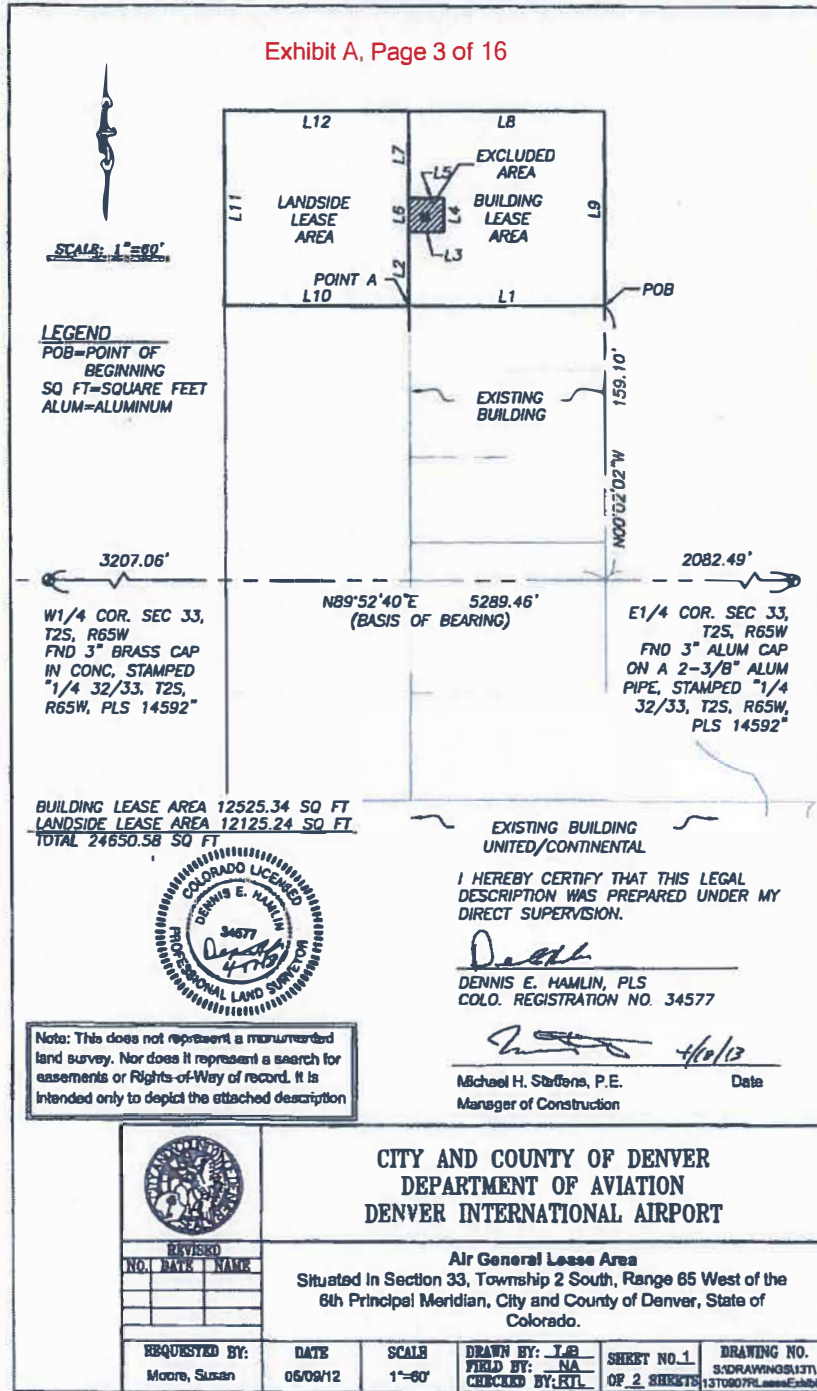 Exhibit A, Page 3 of 16
L12
L8
L7
EXCLUDED
AREA
L5
L11
LANDSIDE
LEASE
AREA
L6
L4
BUILDING
LEASE
AREA
L9
SCALE: 1"=60'
L3
POINT A
L2
L10
L1
POB
LEGEND
POB=POINT OF
BEGINNING
SQ FT=SQUARE FEET
ALUM=ALUMINUM
EXISTING
BUILDING
159.10'
N00°02'02"W
3207.06'
2082.49'
N89°52'40"E 5289.46'
(BASIS OF BEARING)
W1/4 COR. SEC 33,
T2S, R65W
FND 3" BRASS CAP
IN CONC, STAMPED
"1/4 32/33, T2S,
R65W, PLS 14592"
E1/4 COR. SEC 33,
T2S, R65W
FND 3" ALUM CAP
ON A 2-3/8" ALUM
PIPE, STAMPED "1/4
32/33, T2S, R65W,
PLS 14592"
BUILDING LEASE AREA 12525.34 SQ FT
LANDSIDE LEASE AREA 12125.24 SQ FT
TOTAL 24650.58 SQ FT
EXISTING BUILDING
UNITED/CONTINENTAL
COLORADO LICENSED
DENNIS E. HAMLIN
34577
PROFESSIONAL LAND SURVEYOR
I HEREBY CERTIFY THAT THIS LEGAL
DESCRIPTION WAS PREPARED UNDER MY
DIRECT SUPERVISION.
DENNIS E. HAMLIN, PLS
COLO. REGISTRATION NO. 34577
Note: This does not represent a monumented
land survey. Nor does it represent a search for
easements or Rights-of-Way of record. It is
intended only to depict the attached description
4/18/13
Michael H. Steffens, P.E. Date
Manager of Construction
CITY AND COUNTY OF DENVER
DEPARTMENT OF AVIATION
DENVER INTERNATIONAL AIRPORT
REVISED
NO. DATE NAME
Air General Lease Area
Situated in Section 33, Township 2 South, Range 65 West of the
6th Principal Meridian, City and County of Denver, State of
Colorado.
REQUESTED BY:
Moore, Susan
DATE
06/09/12
SCALE
1"=60'
DRAWN BY:
FIELD BY: NA
CHECKED BY: RTL
SHEET NO. 1
OF 2 SHEETS
DRAWING NO.